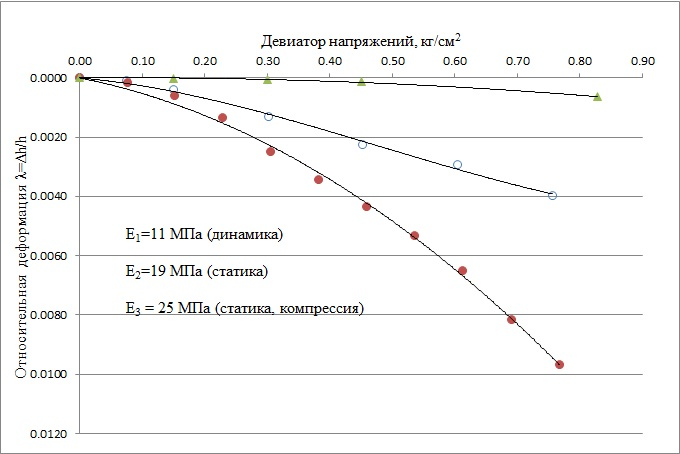 Девиатор напряжений, кг/см²
0.00 0.10 0.20 0.30 0.40 0.50 0.60 0.70 0.80 0.90
0.0000
0.0020
0.0040
0.0060
0.0080
0.0100
0.0120
Относительная деформация λ=Δh/h
E₁=11 МПа (динамика)
E₂=19 МПа (статика)
E₃ = 25 МПа (статика, компрессия)